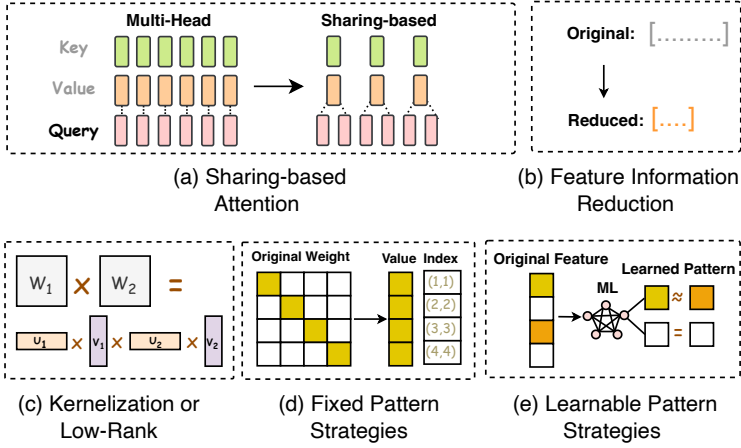 Multi-Head Sharing-based
Key
Value
Query
(a) Sharing-based
Attention
Original: [.........]
Reduced: [....]
(b) Feature Information
Reduction
W1 × W2 =
U1 × V1 × U2 × V2
(c) Kernelization or
Low-Rank
Original Weight Value Index
(1,1)
(2,2)
(3,3)
(4,4)
(d) Fixed Pattern
Strategies
Original Feature
ML Learned Pattern
≈
=
(e) Learnable Pattern
Strategies